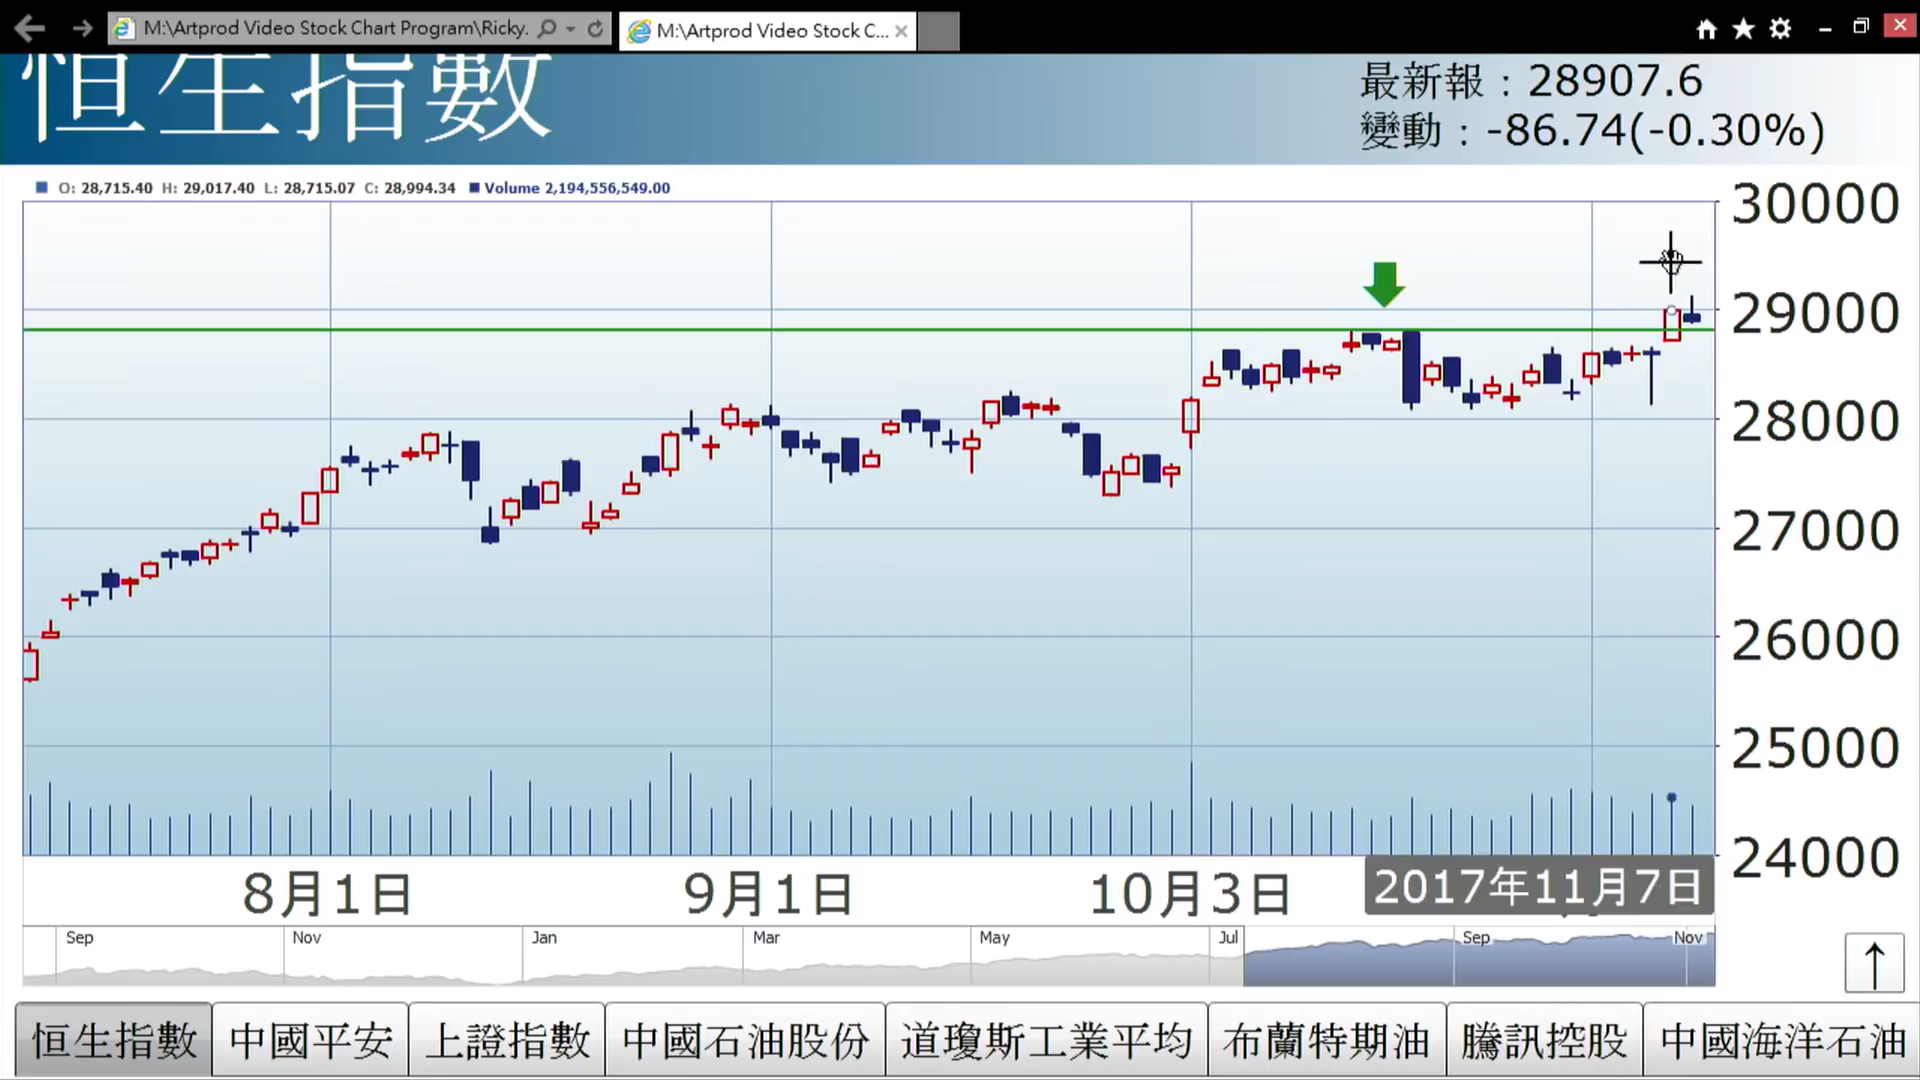 M:\Artprod Video Stock Chart Program\Ricky.
M:\Artprod Video Stock C...
恒生指數
最新報：28907.6
變動：-86.74(-0.30%)
O: 28,715.40 H: 29,017.40 L: 28,715.07 C: 28,994.34 Volume 2,194,556,549.00
30000
29000
28000
27000
26000
25000
24000
8月1日 9月1日 10月3日 2017年11月7日
Sep Nov Jan Mar May Jul Sep Nov
恒生指數 中國平安 上證指數 中國石油股份 道瓊斯工業平均 布蘭特期油 騰訊控股 中國海洋石油